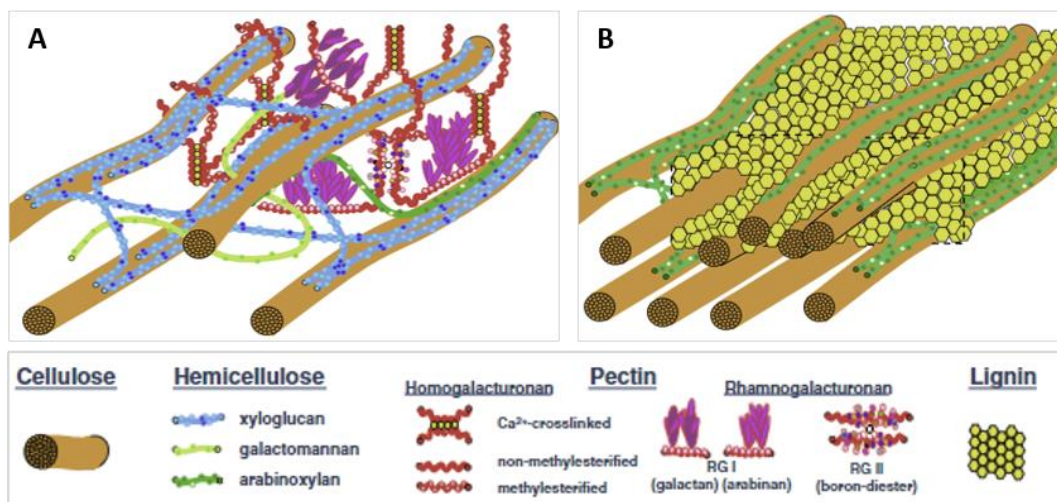 A
B
Cellulose
Hemicellulose
xyloglucan
galactomannan
arabinoxylan
Pectin
Homogalacturonan
Ca²⁺-crosslinked
non-methylesterified
methylesterified
Rhamnogalacturonan
RG I
(galactan) (arabinan)
RG II
(boron-diester)
Lignin